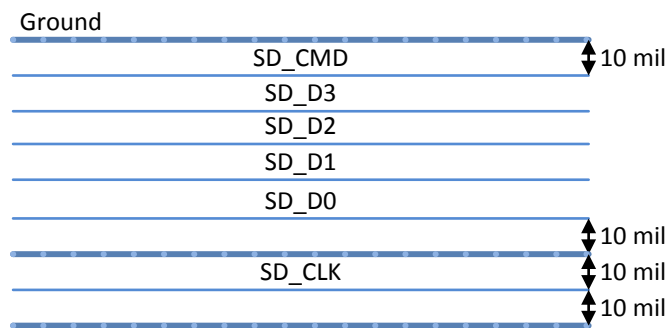 Ground
SD_CMD
10 mil
SD_D3
SD_D2
SD_D1
SD_D0
10 mil
SD_CLK
10 mil
10 mil